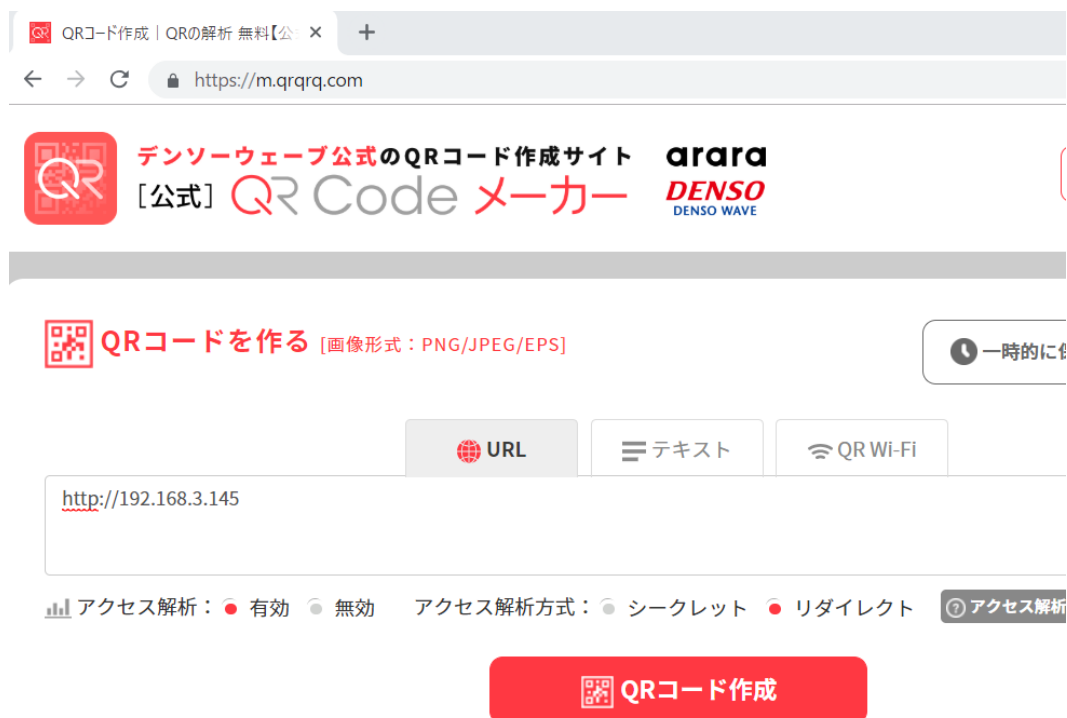 QRコード作成｜QRの解析 無料【公
https://m.qrqrq.com
QR
デンソーウェーブ公式のQRコード作成サイト
[公式] QR Code メーカー
arara
DENSO
DENSO WAVE
QRコードを作る [画像形式：PNG/JPEG/EPS]
一時的に
URL
テキスト
QR Wi-Fi
http://192.168.3.145
アクセス解析： 有効 無効 アクセス解析方式： シークレット リダイレクト
アクセス解析
QRコード作成